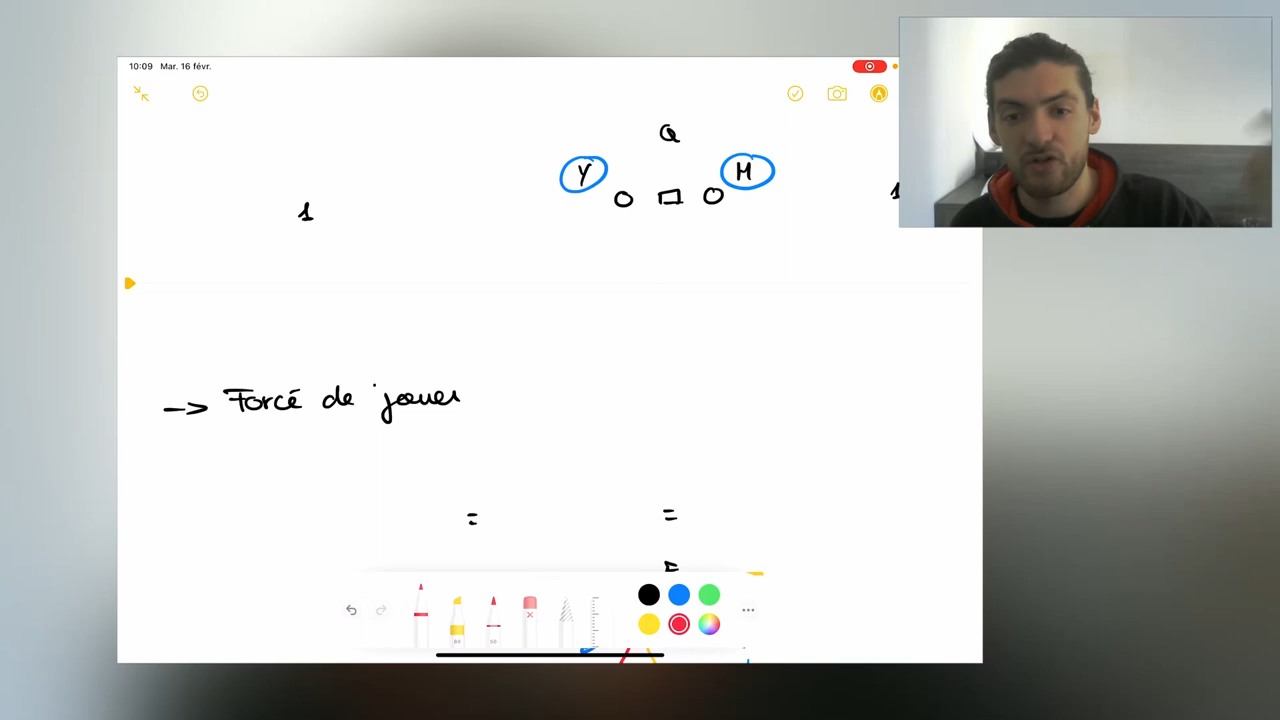 10:09 Mar. 16 févr.
Q
Y M
O O
1
→ Forcé de jouer
= =